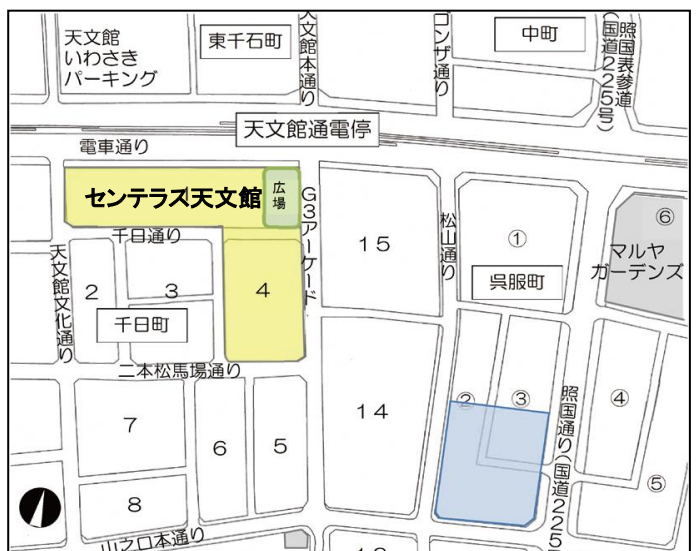 天文館
いわさき
パーキング
東千石町
天文館本通り
ゴンザ通り
中町
照国表参道
(国道225号)
天文館通電停
電車通り
センテラス天文館
広場
G3アーケード
千日通り
天文館文化通り
2
3
4
千日町
二本松馬場通り
15
松山通り
①
呉服町
⑥
マルヤ
ガーデンズ
14
②
③
照国通り(国道225
④
⑤
7
6
5
8
山之口本通り